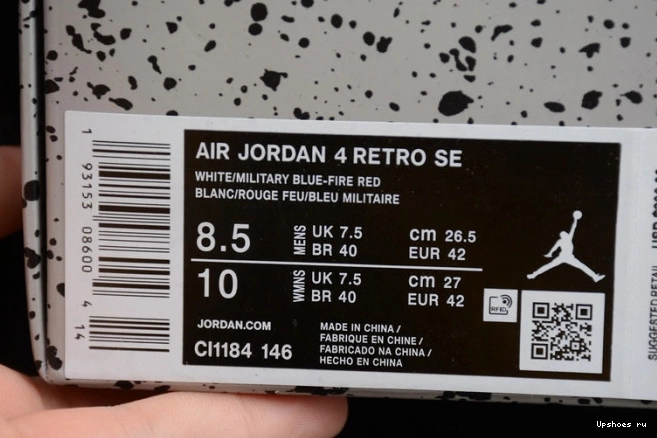 AIR JORDAN 4 RETRO SE
WHITE/MILITARY BLUE-FIRE RED
BLANC/ROUGE FEU/BLEU MILITAIRE
8.5 MENS UK 7.5 cm 26.5
BR 40 EUR 42
10 WMNS UK 7.5 cm 27
BR 40 EUR 42
RFID
JORDAN.COM
CI1184 146
MADE IN CHINA /
FABRIQUE EN CHINE /
FABRICADO NA CHINA /
HECHO EN CHINA
1 93153 08600 4 14
SUGGESTED RETAIL
Upshoes ru